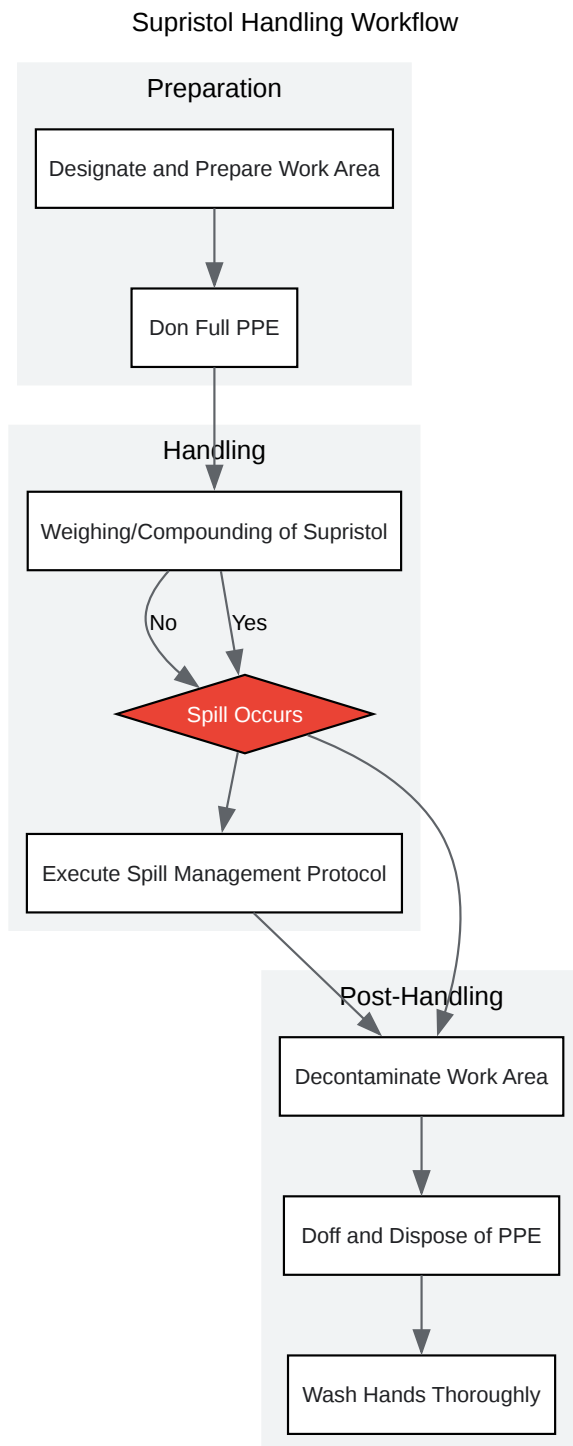 Supristol Handling Workflow
Preparation
Designate and Prepare Work Area
Don Full PPE
Handling
Weighing/Compounding of Supristol
No
Yes
Spill Occurs
Execute Spill Management Protocol
Post-Handling
Decontaminate Work Area
Doff and Dispose of PPE
Wash Hands Thoroughly